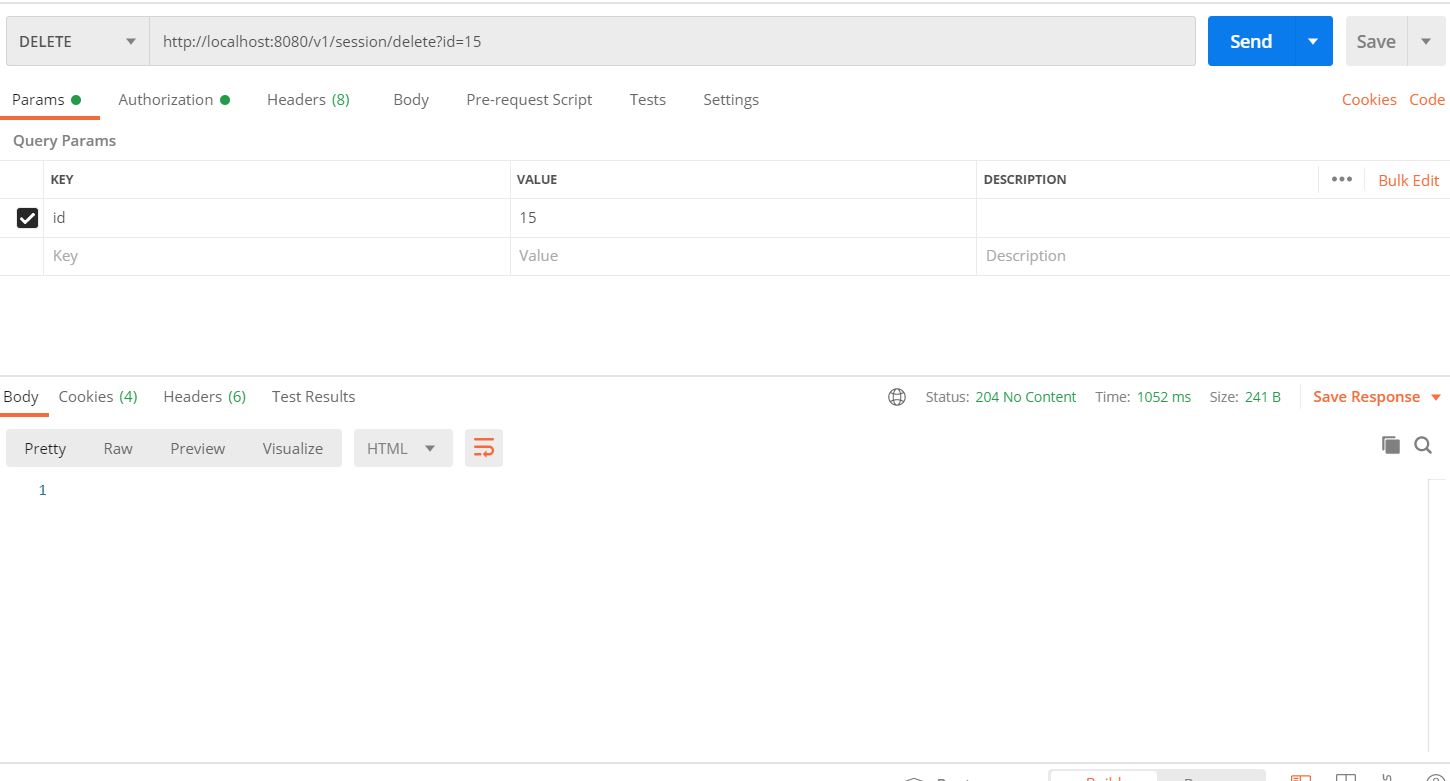 DELETE http://localhost:8080/v1/session/delete?id=15 Send Save
Params Authorization Headers (8) Body Pre-request Script Tests Settings Cookies Code
Query Params
KEY VALUE DESCRIPTION ••• Bulk Edit
id 15
Key Value Description
Body Cookies (4) Headers (6) Test Results Status: 204 No Content Time: 1052 ms Size: 241 B Save Response
Pretty Raw Preview Visualize HTML
1